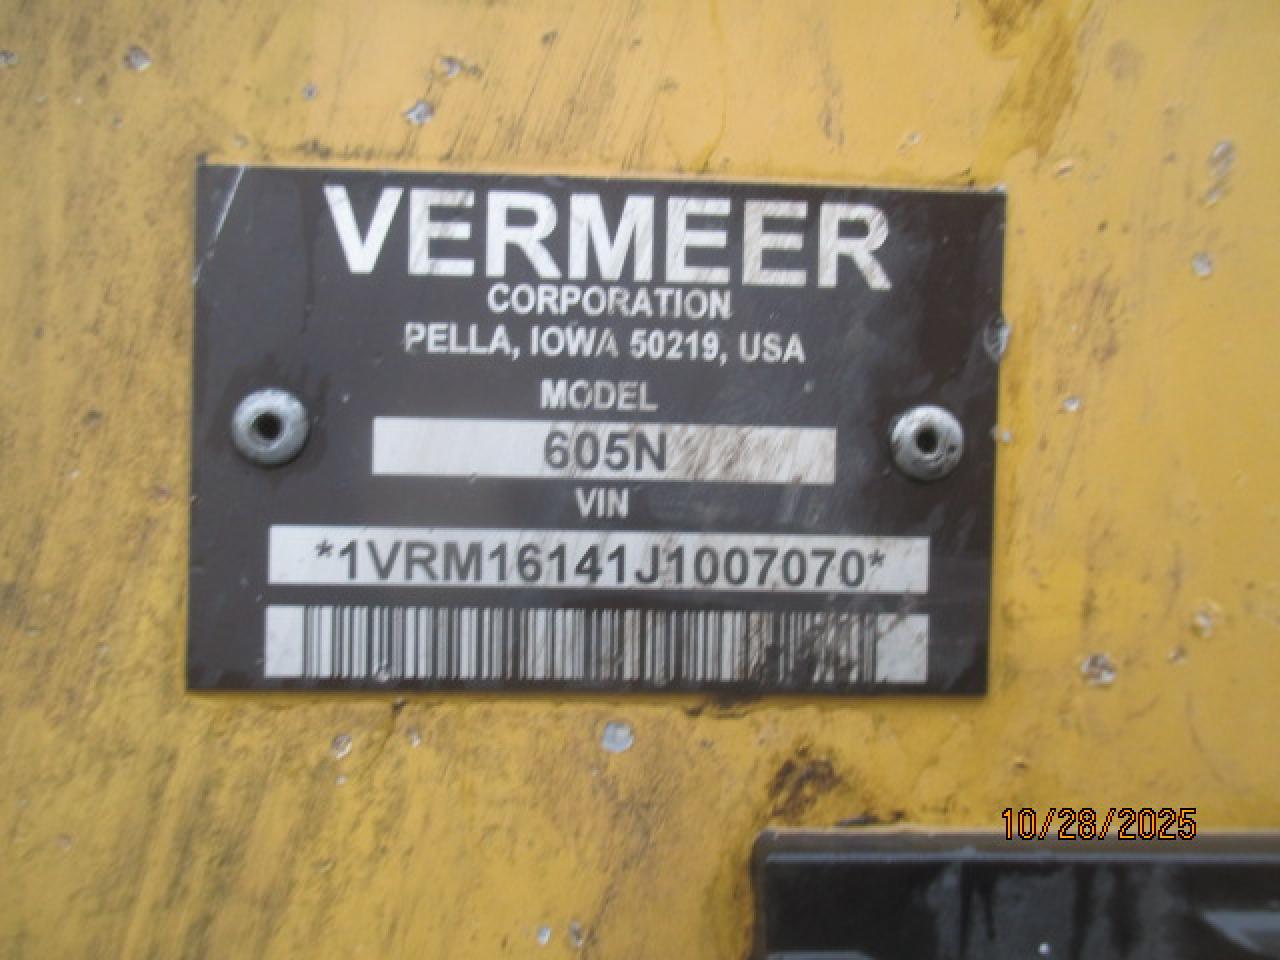 VERMEER
CORPORATION
PELLA, IOWA 50219, USA
MODEL
605N
VIN
*1VRM16141J1007070*
10/28/2025